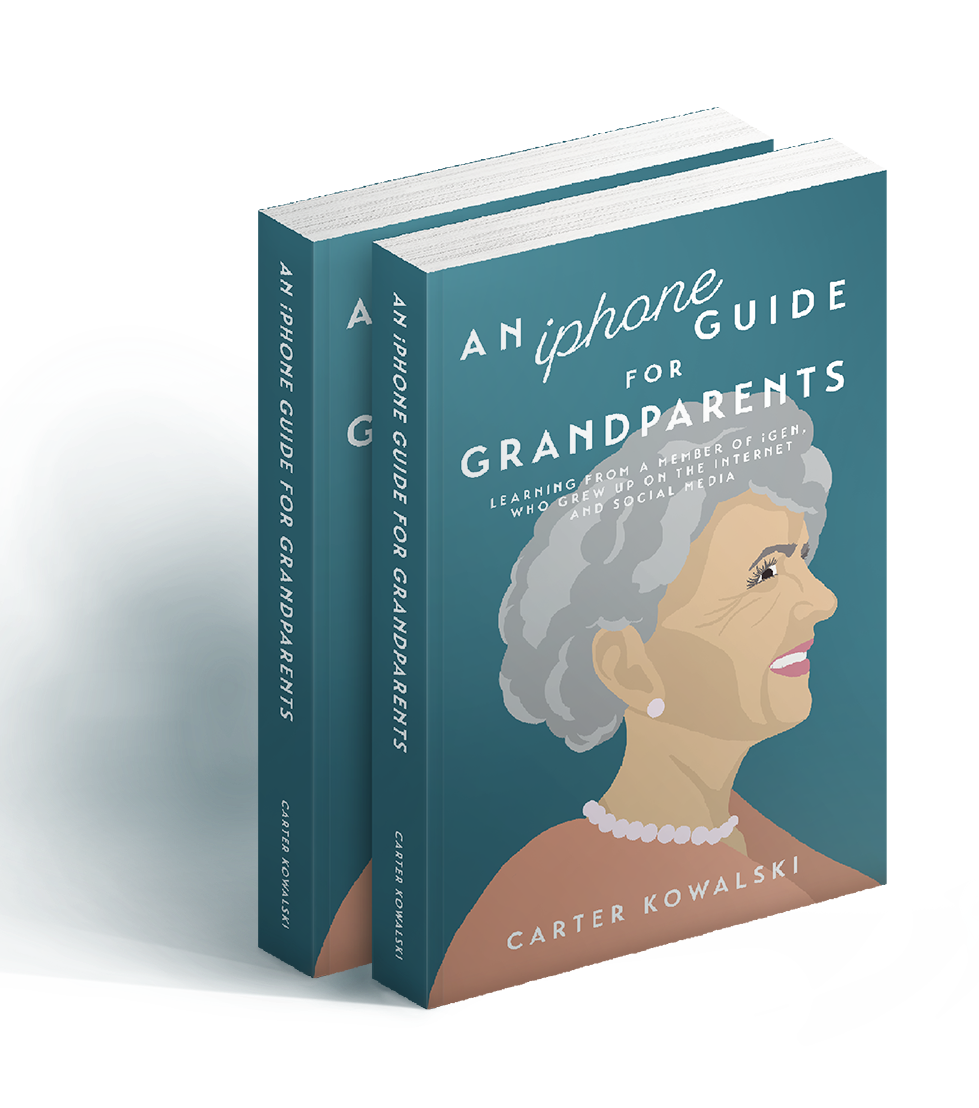 AN iPHONE GUIDE FOR GRANDPARENTS
CARTER KOWALSKI
A
G
AN iPHONE GUIDE FOR GRANDPARENTS
CARTER KOWALSKI
AN iphone GUIDE
FOR
GRANDPARENTS
LEARNING FROM A MEMBER OF iGEN,
WHO GREW UP ON THE INTERNET
AND SOCIAL MEDIA
CARTER KOWALSKI